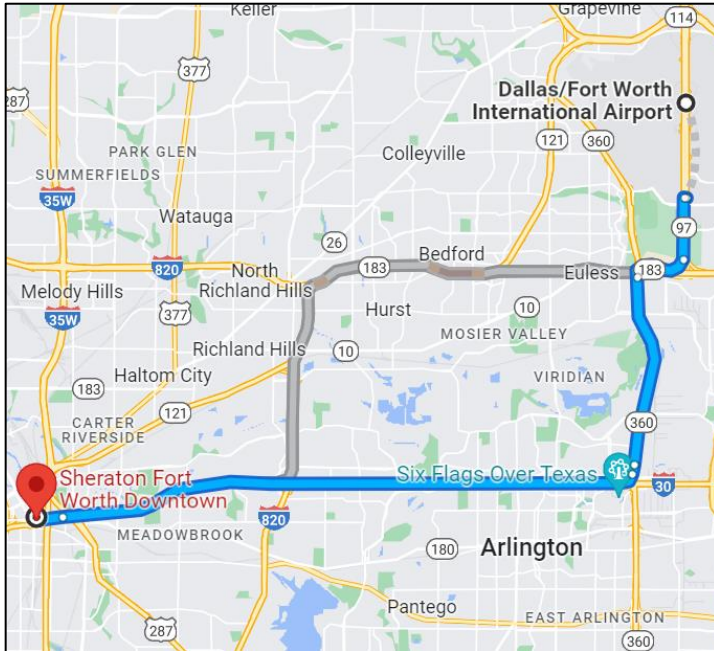 Keller
Grapevine
114
377
287
Dallas/Fort Worth
International Airport
121
360
PARK GLEN
Colleyville
SUMMERFIELDS
35W
Watauga
97
26
Bedford
820
North
Richland Hills
183
Euless
183
Melody Hills
Hurst
10
35W
377
MOSIER VALLEY
Richland Hills
10
Haltom City
VIRIDIAN
183
121
360
CARTER
RIVERSIDE
Sheraton Fort
Worth Downtown
Six Flags Over Texas
30
820
MEADOWBROOK
180
Arlington
Pantego
EAST ARLINGTON
287
360